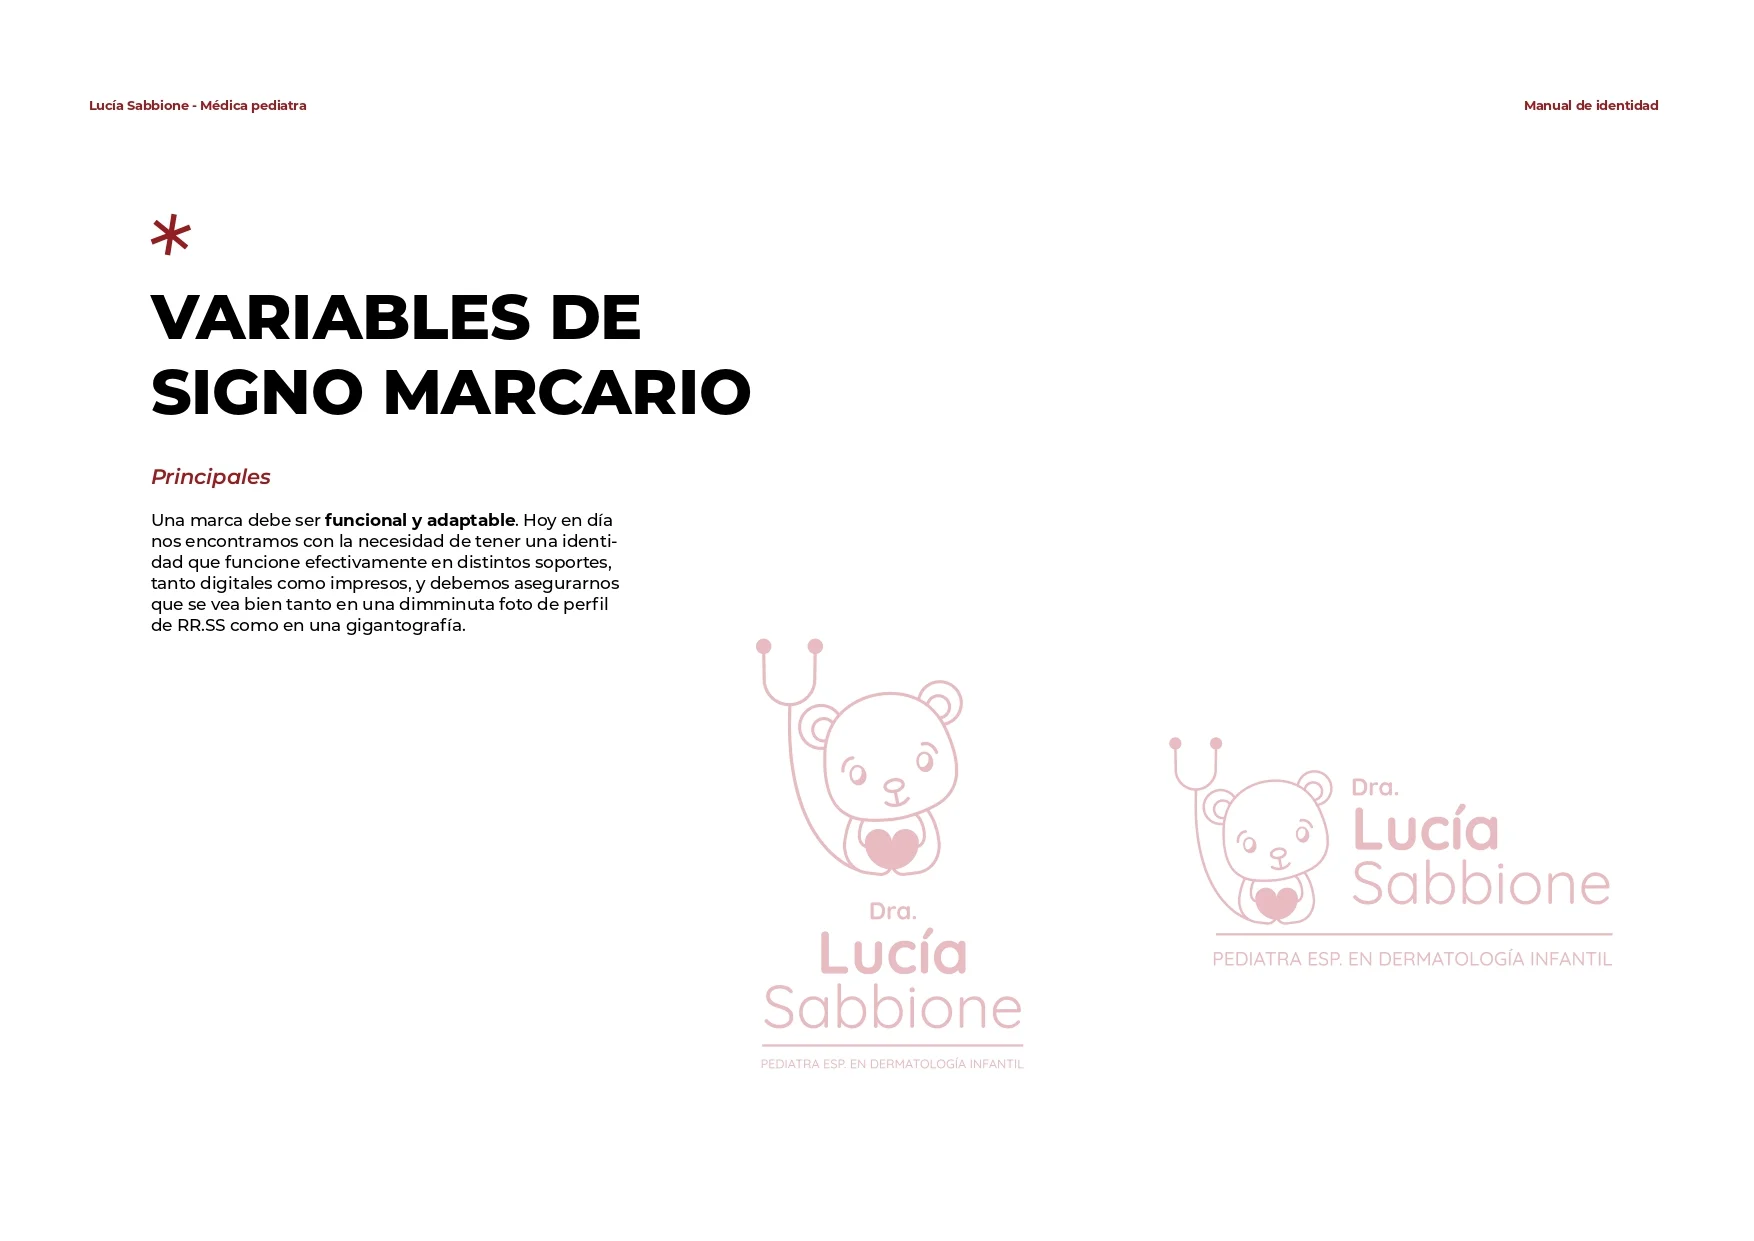 Lucía Sabbione - Médica pediatra
Manual de identidad
VARIABLES DE
SIGNO MARCARIO
Principales
Una marca debe ser funcional y adaptable. Hoy en día
nos encontramos con la necesidad de tener una identi-
dad que funcione efectivamente en distintos soportes,
tanto digitales como impresos, y debemos asegurarnos
que se vea bien tanto en una dimminuta foto de perfil
de RR.SS como en una gigantografía.
Dra.
Lucía
Sabbione
PEDIATRA ESP. EN DERMATOLOGÍA INFANTIL
Dra.
Lucía
Sabbione
PEDIATRA ESP. EN DERMATOLOGÍA INFANTIL